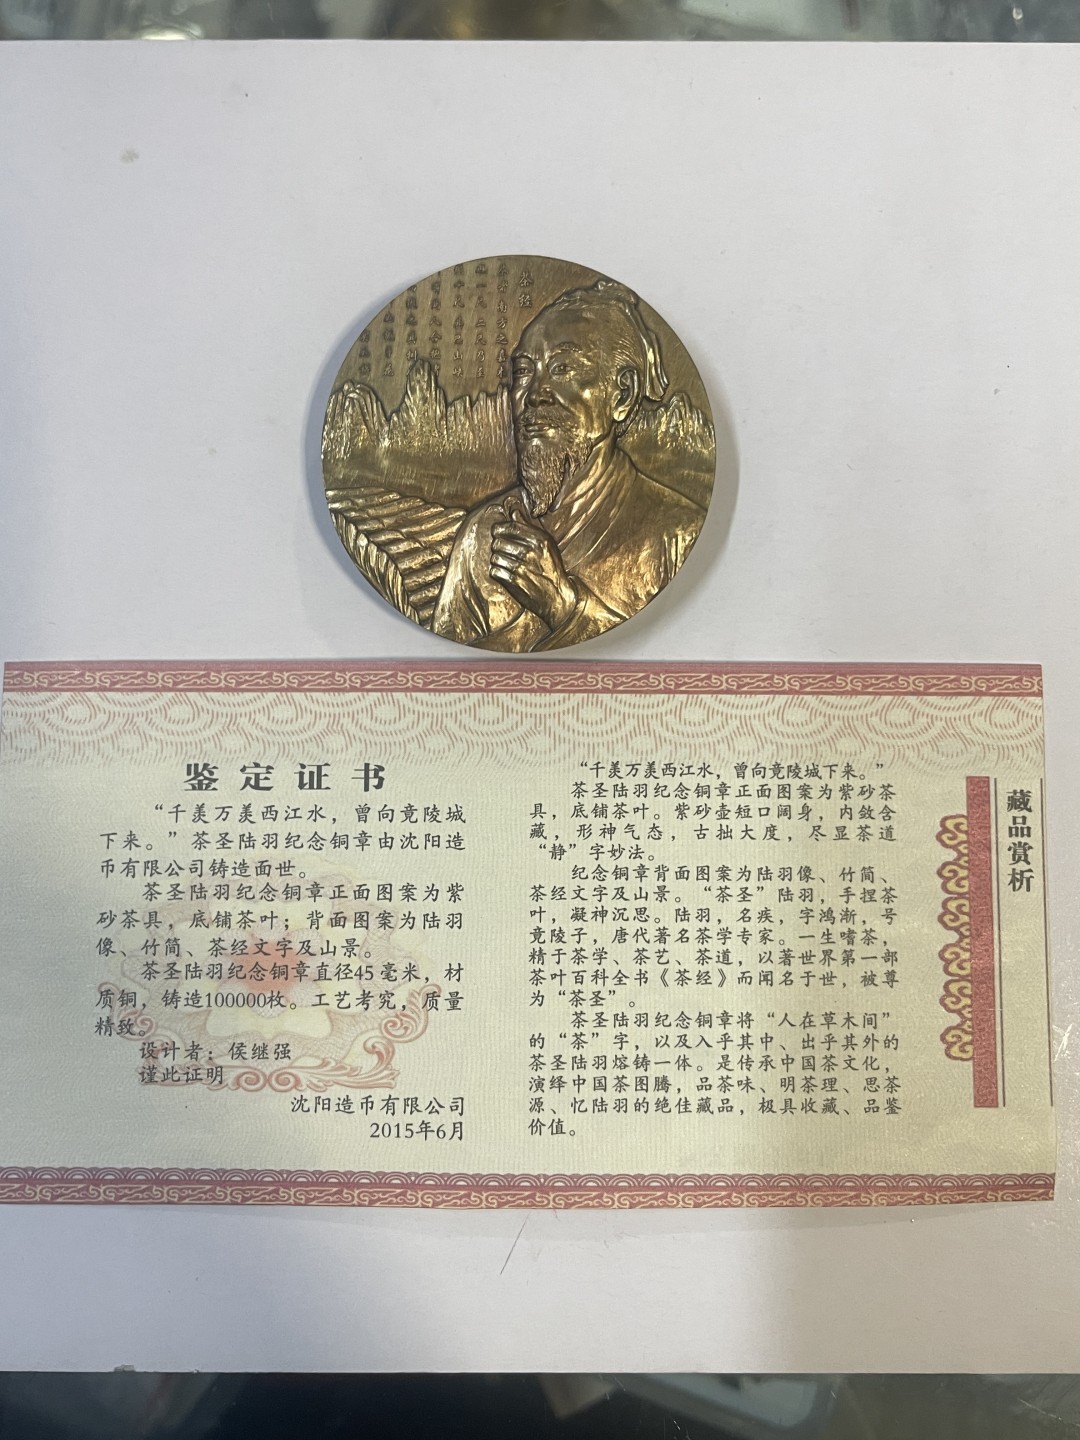 茶经
鉴定证书
“千羡万羡西江水，曾向竟陵城
下来。”茶圣陆羽纪念铜章由沈阳造
币有限公司铸造面世。
茶圣陆羽纪念铜章正面图案为紫
砂茶具，底铺茶叶；背面图案为陆羽
像、竹简、茶经文字及山景。
茶圣陆羽纪念铜章直径45毫米，材
质铜，铸造100000枚。工艺考究，质量
精致。
设计者：侯继强
谨此证明
沈阳造币有限公司
2015年6月
“千羡万羡西江水，曾向竟陵城下来。”
茶圣陆羽纪念铜章正面图案为紫砂茶
具，底铺茶叶。紫砂壶短口阔身，内敛含
藏，形神气态，古拙大度，尽显茶道
“静”字妙法。
纪念铜章背面图案为陆羽像、竹简、
茶经文字及山景。“茶圣”陆羽，手捏茶
叶，凝神沉思。陆羽，名疾，字鸿渐，号
竟陵子，唐代著名茶学专家。一生嗜茶，
精于茶学、茶艺、茶道，以著世界第一部
茶叶百科全书《茶经》而闻名于世，被尊
为“茶圣”。
茶圣陆羽纪念铜章将“人在草木间”
的“茶”字，以及入乎其中、出乎其外的
茶圣陆羽熔铸一体。是传承中国茶文化，
演绎中国茶图腾，品茶味、明茶理、思茶
源、忆陆羽的绝佳藏品，极具收藏、品鉴
价值。
藏品赏析